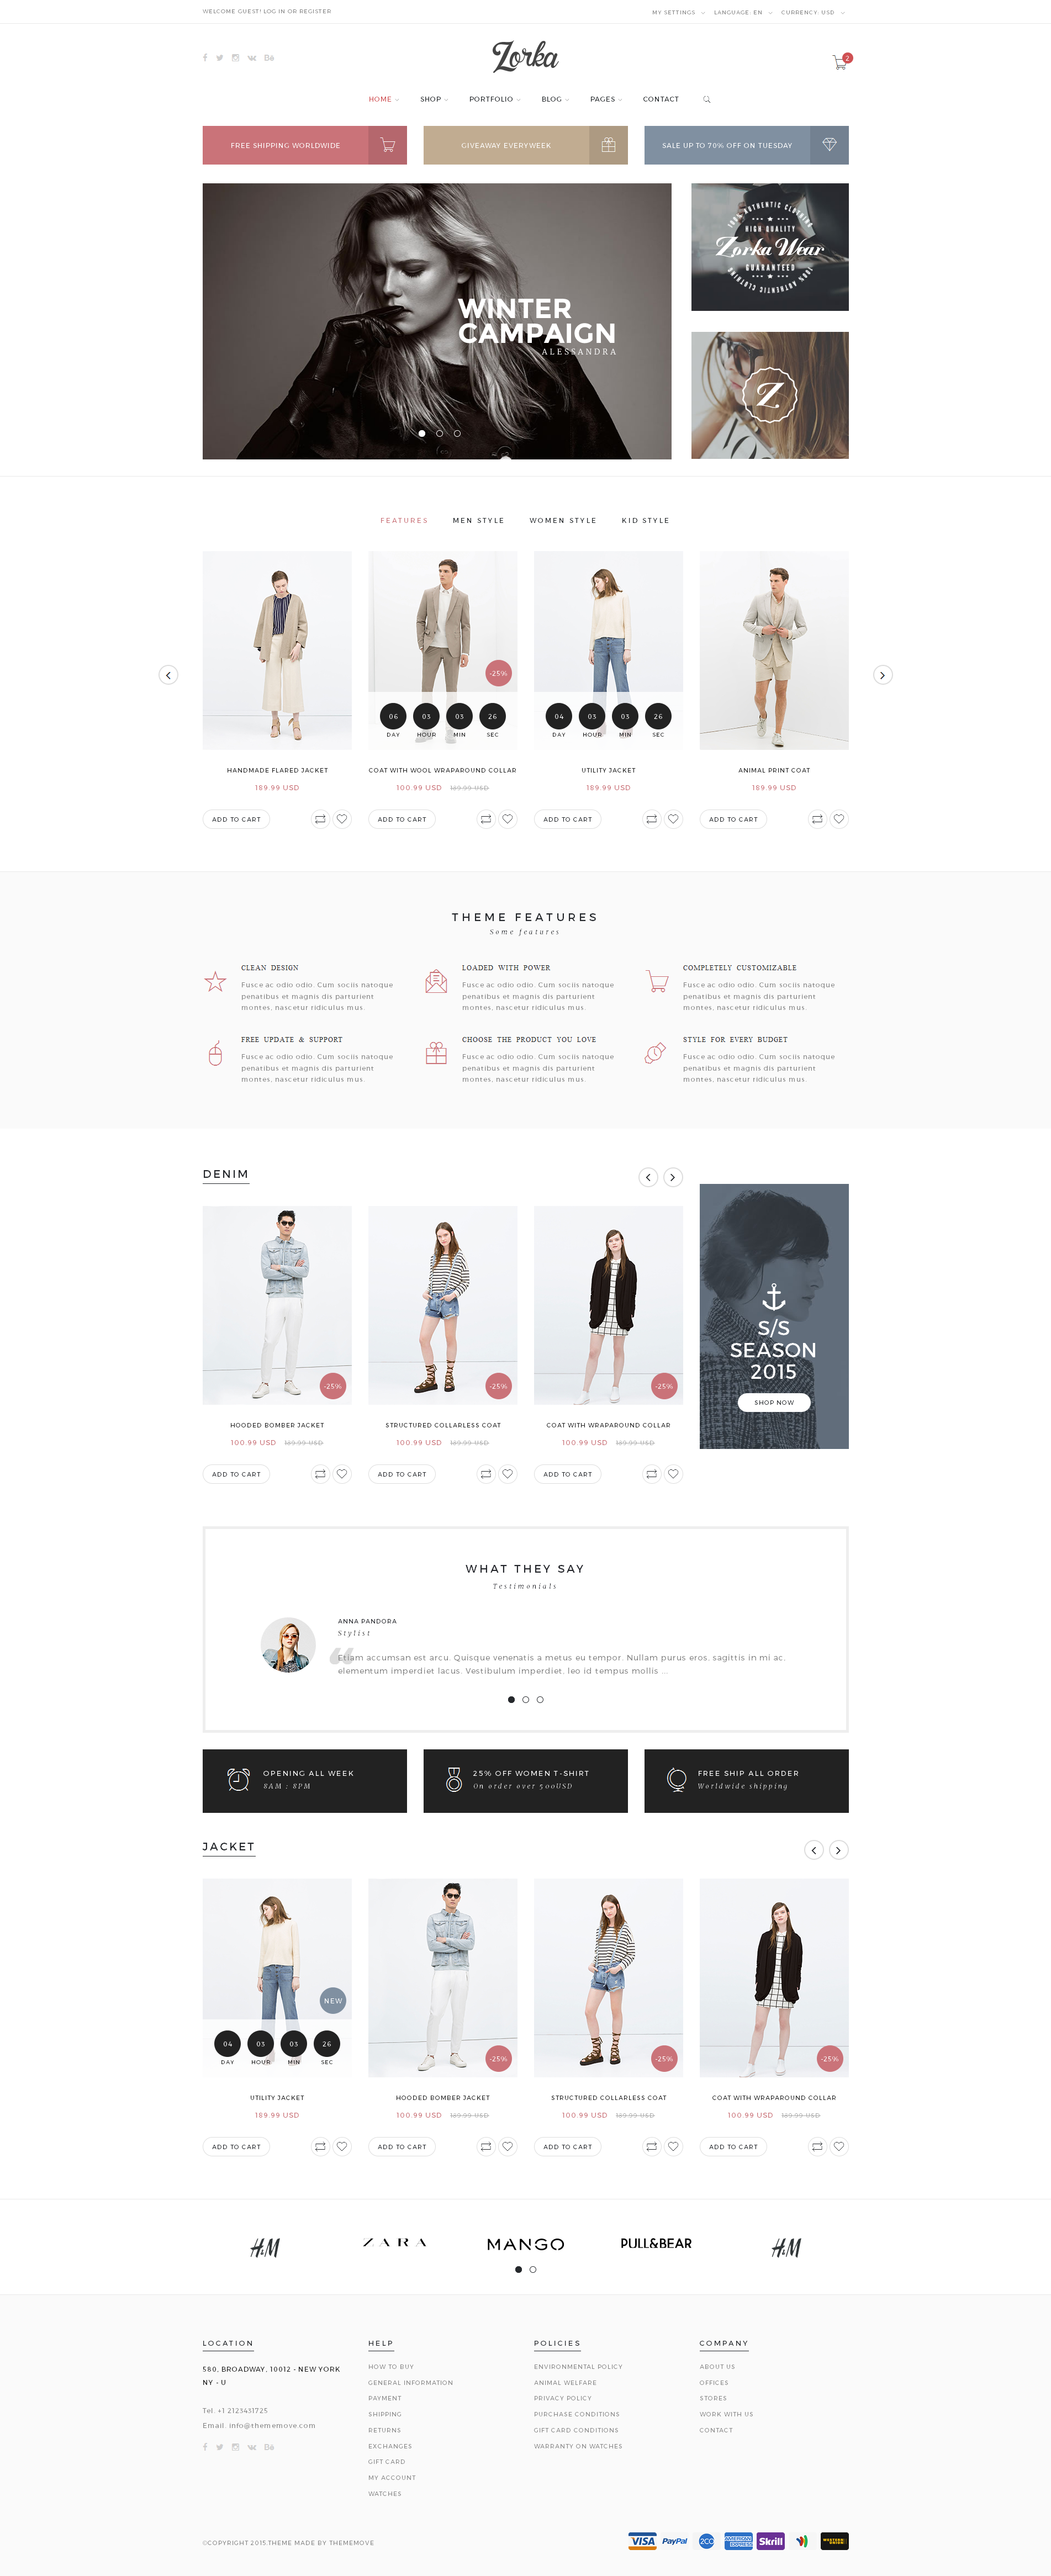 WELCOME GUEST! LOG IN OR REGISTER
MY SETTINGS LANGUAGE: EN CURRENCY: USD
Zorka
2
HOME SHOP PORTFOLIO BLOG PAGES CONTACT
FREE SHIPPING WORLDWIDE
GIVEAWAY EVERYWEEK
SALE UP TO 70% OFF ON TUESDAY
WINTER
CAMPAIGN
ALESSANDRA
100% AUTHENTIC CLOTHING
HIGH QUALITY
Zorka Wear
GUARANTEED
100% AUTHENTIC CLOTHING
Z
FEATURES MEN STYLE WOMEN STYLE KID STYLE
-25%
06 03 03 26
DAY HOUR MIN SEC
04 03 03 26
DAY HOUR MIN SEC
HANDMADE FLARED JACKET
189.99 USD
ADD TO CART
COAT WITH WOOL WRAPAROUND COLLAR
100.99 USD 189.99 USD
ADD TO CART
UTILITY JACKET
189.99 USD
ADD TO CART
ANIMAL PRINT COAT
189.99 USD
ADD TO CART
THEME FEATURES
Some features
CLEAN DESIGN
Fusce ac odio odio. Cum sociis natoque
penatibus et magnis dis parturient
montes, nascetur ridiculus mus.
LOADED WITH POWER
Fusce ac odio odio. Cum sociis natoque
penatibus et magnis dis parturient
montes, nascetur ridiculus mus.
COMPLETELY CUSTOMIZABLE
Fusce ac odio odio. Cum sociis natoque
penatibus et magnis dis parturient
montes, nascetur ridiculus mus.
FREE UPDATE & SUPPORT
Fusce ac odio odio. Cum sociis natoque
penatibus et magnis dis parturient
montes, nascetur ridiculus mus.
CHOOSE THE PRODUCT YOU LOVE
Fusce ac odio odio. Cum sociis natoque
penatibus et magnis dis parturient
montes, nascetur ridiculus mus.
STYLE FOR EVERY BUDGET
Fusce ac odio odio. Cum sociis natoque
penatibus et magnis dis parturient
montes, nascetur ridiculus mus.
DENIM
-25%
-25%
-25%
HOODED BOMBER JACKET
100.99 USD 189.99 USD
ADD TO CART
STRUCTURED COLLARLESS COAT
100.99 USD 189.99 USD
ADD TO CART
COAT WITH WRAPAROUND COLLAR
100.99 USD 189.99 USD
ADD TO CART
S/S
SEASON
2015
SHOP NOW
WHAT THEY SAY
Testimonials
ANNA PANDORA
Stylist
Etiam accumsan est arcu. Quisque venenatis a metus eu tempor. Nullam purus eros, sagittis in mi ac,
elementum imperdiet lacus. Vestibulum imperdiet, leo id tempus mollis ...
OPENING ALL WEEK
8AM : 8PM
25% OFF WOMEN T-SHIRT
On order over 500USD
FREE SHIP ALL ORDER
Worldwide shipping
JACKET
NEW
04 03 03 26
DAY HOUR MIN SEC
-25%
-25%
-25%
UTILITY JACKET
189.99 USD
ADD TO CART
HOODED BOMBER JACKET
100.99 USD 189.99 USD
ADD TO CART
STRUCTURED COLLARLESS COAT
100.99 USD 189.99 USD
ADD TO CART
COAT WITH WRAPAROUND COLLAR
100.99 USD 189.99 USD
ADD TO CART
H&M
ZARA
MANGO
PULL&BEAR
H&M
LOCATION
580, BROADWAY, 10012 - NEW YORK
NY - U
Tel. +1 2123431725
Email. info@thememove.com
HELP
HOW TO BUY
GENERAL INFORMATION
PAYMENT
SHIPPING
RETURNS
EXCHANGES
GIFT CARD
MY ACCOUNT
WATCHES
POLICIES
ENVIRONMENTAL POLICY
ANIMAL WELFARE
PRIVACY POLICY
PURCHASE CONDITIONS
GIFT CARD CONDITIONS
WARRANTY ON WATCHES
COMPANY
ABOUT US
OFFICES
STORES
WORK WITH US
CONTACT
©COPYRIGHT 2015.THEME MADE BY THEMEMOVE
VISA PayPal 2CO AMERICAN EXPRESS Skrill WESTERN UNION